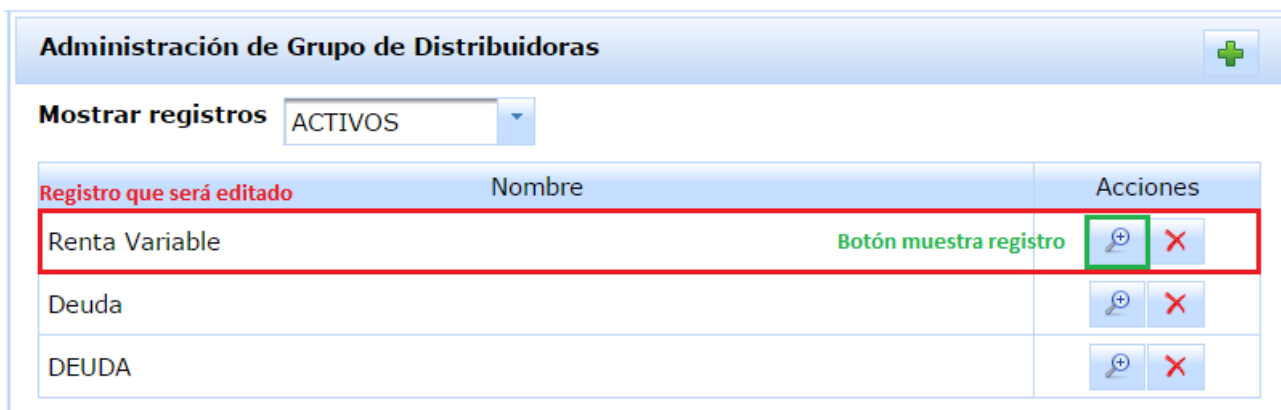 Administración de Grupo de Distribuidoras
Mostrar registros ACTIVOS
Registro que será editado Nombre Acciones
Renta Variable Botón muestra registro
Deuda
DEUDA